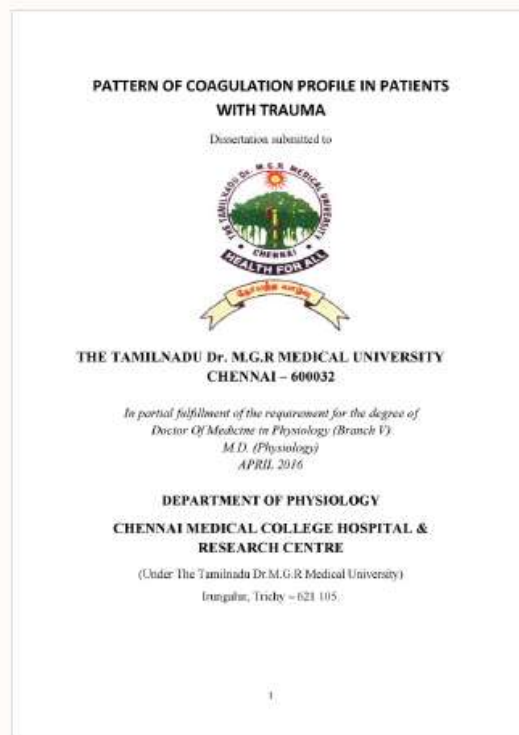 PATTERN OF COAGULATION PROFILE IN PATIENTS
WITH TRAUMA
Dissertation submitted to
THE TAMILNADU Dr. M.G.R. MEDICAL UNIVERSITY
CHENNAI
HEALTH FOR ALL
THE TAMILNADU Dr. M.G.R MEDICAL UNIVERSITY
CHENNAI – 600032
In partial fulfillment of the requirement for the degree of
Doctor Of Medicine in Physiology (Branch V)
M.D. (Physiology)
APRIL 2016
DEPARTMENT OF PHYSIOLOGY
CHENNAI MEDICAL COLLEGE HOSPITAL &
RESEARCH CENTRE
(Under The Tamilnadu Dr.M.G.R Medical University)
Irungalur, Trichy – 621 105.
1